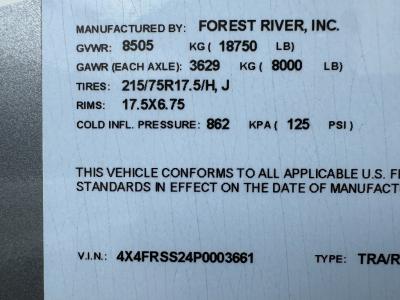 MANUFACTURED BY: FOREST RIVER, INC.
GVWR: 8505 KG ( 18750 LB)
GAWR (EACH AXLE): 3629 KG ( 8000 LB)
TIRES: 215/75R17.5/H, J
RIMS: 17.5X6.75
COLD INFL. PRESSURE: 862 KPA ( 125 PSI )
THIS VEHICLE CONFORMS TO ALL APPLICABLE U.S. F
STANDARDS IN EFFECT ON THE DATE OF MANUFACT
V.I.N.: 4X4FRSS24P0003661 TYPE: TRA/R